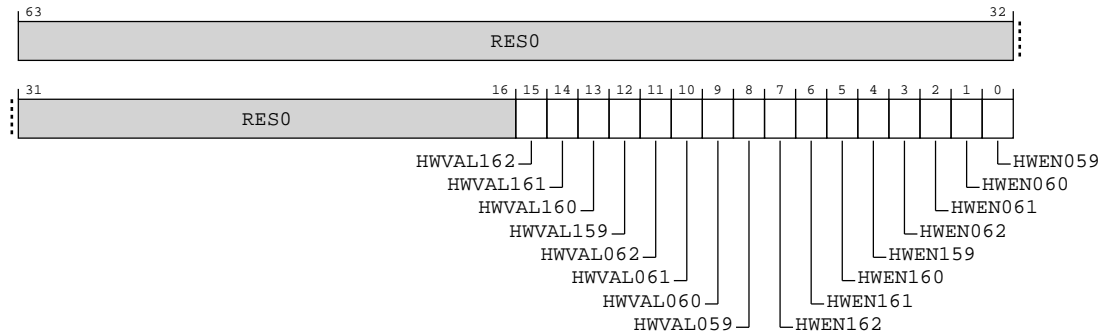 63 32
RES0
31 16 15 14 13 12 11 10 9 8 7 6 5 4 3 2 1 0
RES0
HWVAL162 HWEN059
HWVAL161 HWEN060
HWVAL160 HWEN061
HWVAL159 HWEN062
HWVAL062 HWEN159
HWVAL061 HWEN160
HWVAL060 HWEN161
HWVAL059 HWEN162